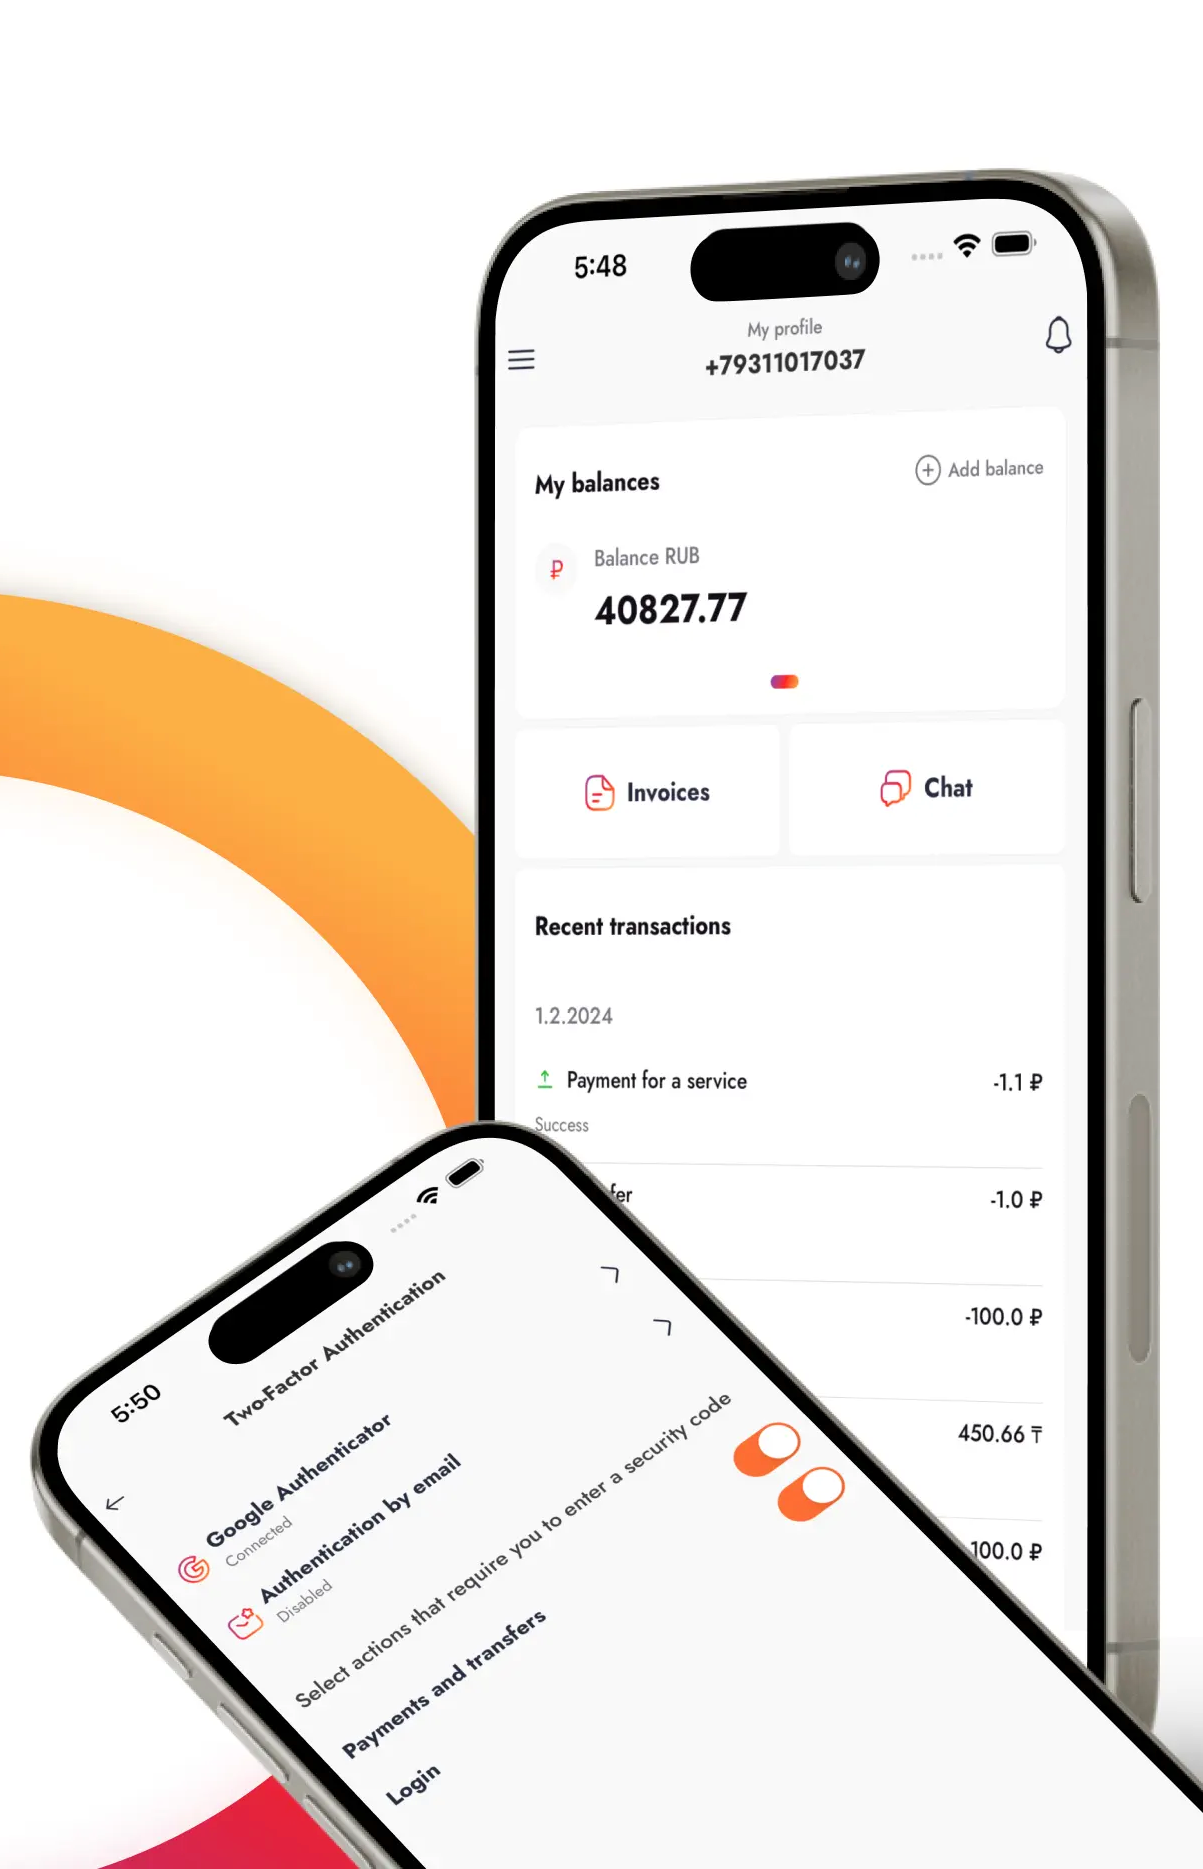 5:48
My profile
+79311017037
My balances
Add balance
₽
Balance RUB
40827.77
Invoices
Chat
Recent transactions
1.2.2024
Payment for a service
-1.1 ₽
Success
-1.0 ₽
-100.0 ₽
450.66 ₸
100.0 ₽
5:50
Two-Factor Authentication
Google Authenticator
Connected
Authentication by email
Disabled
Select actions that require you to enter a security code
Payments and transfers
Login